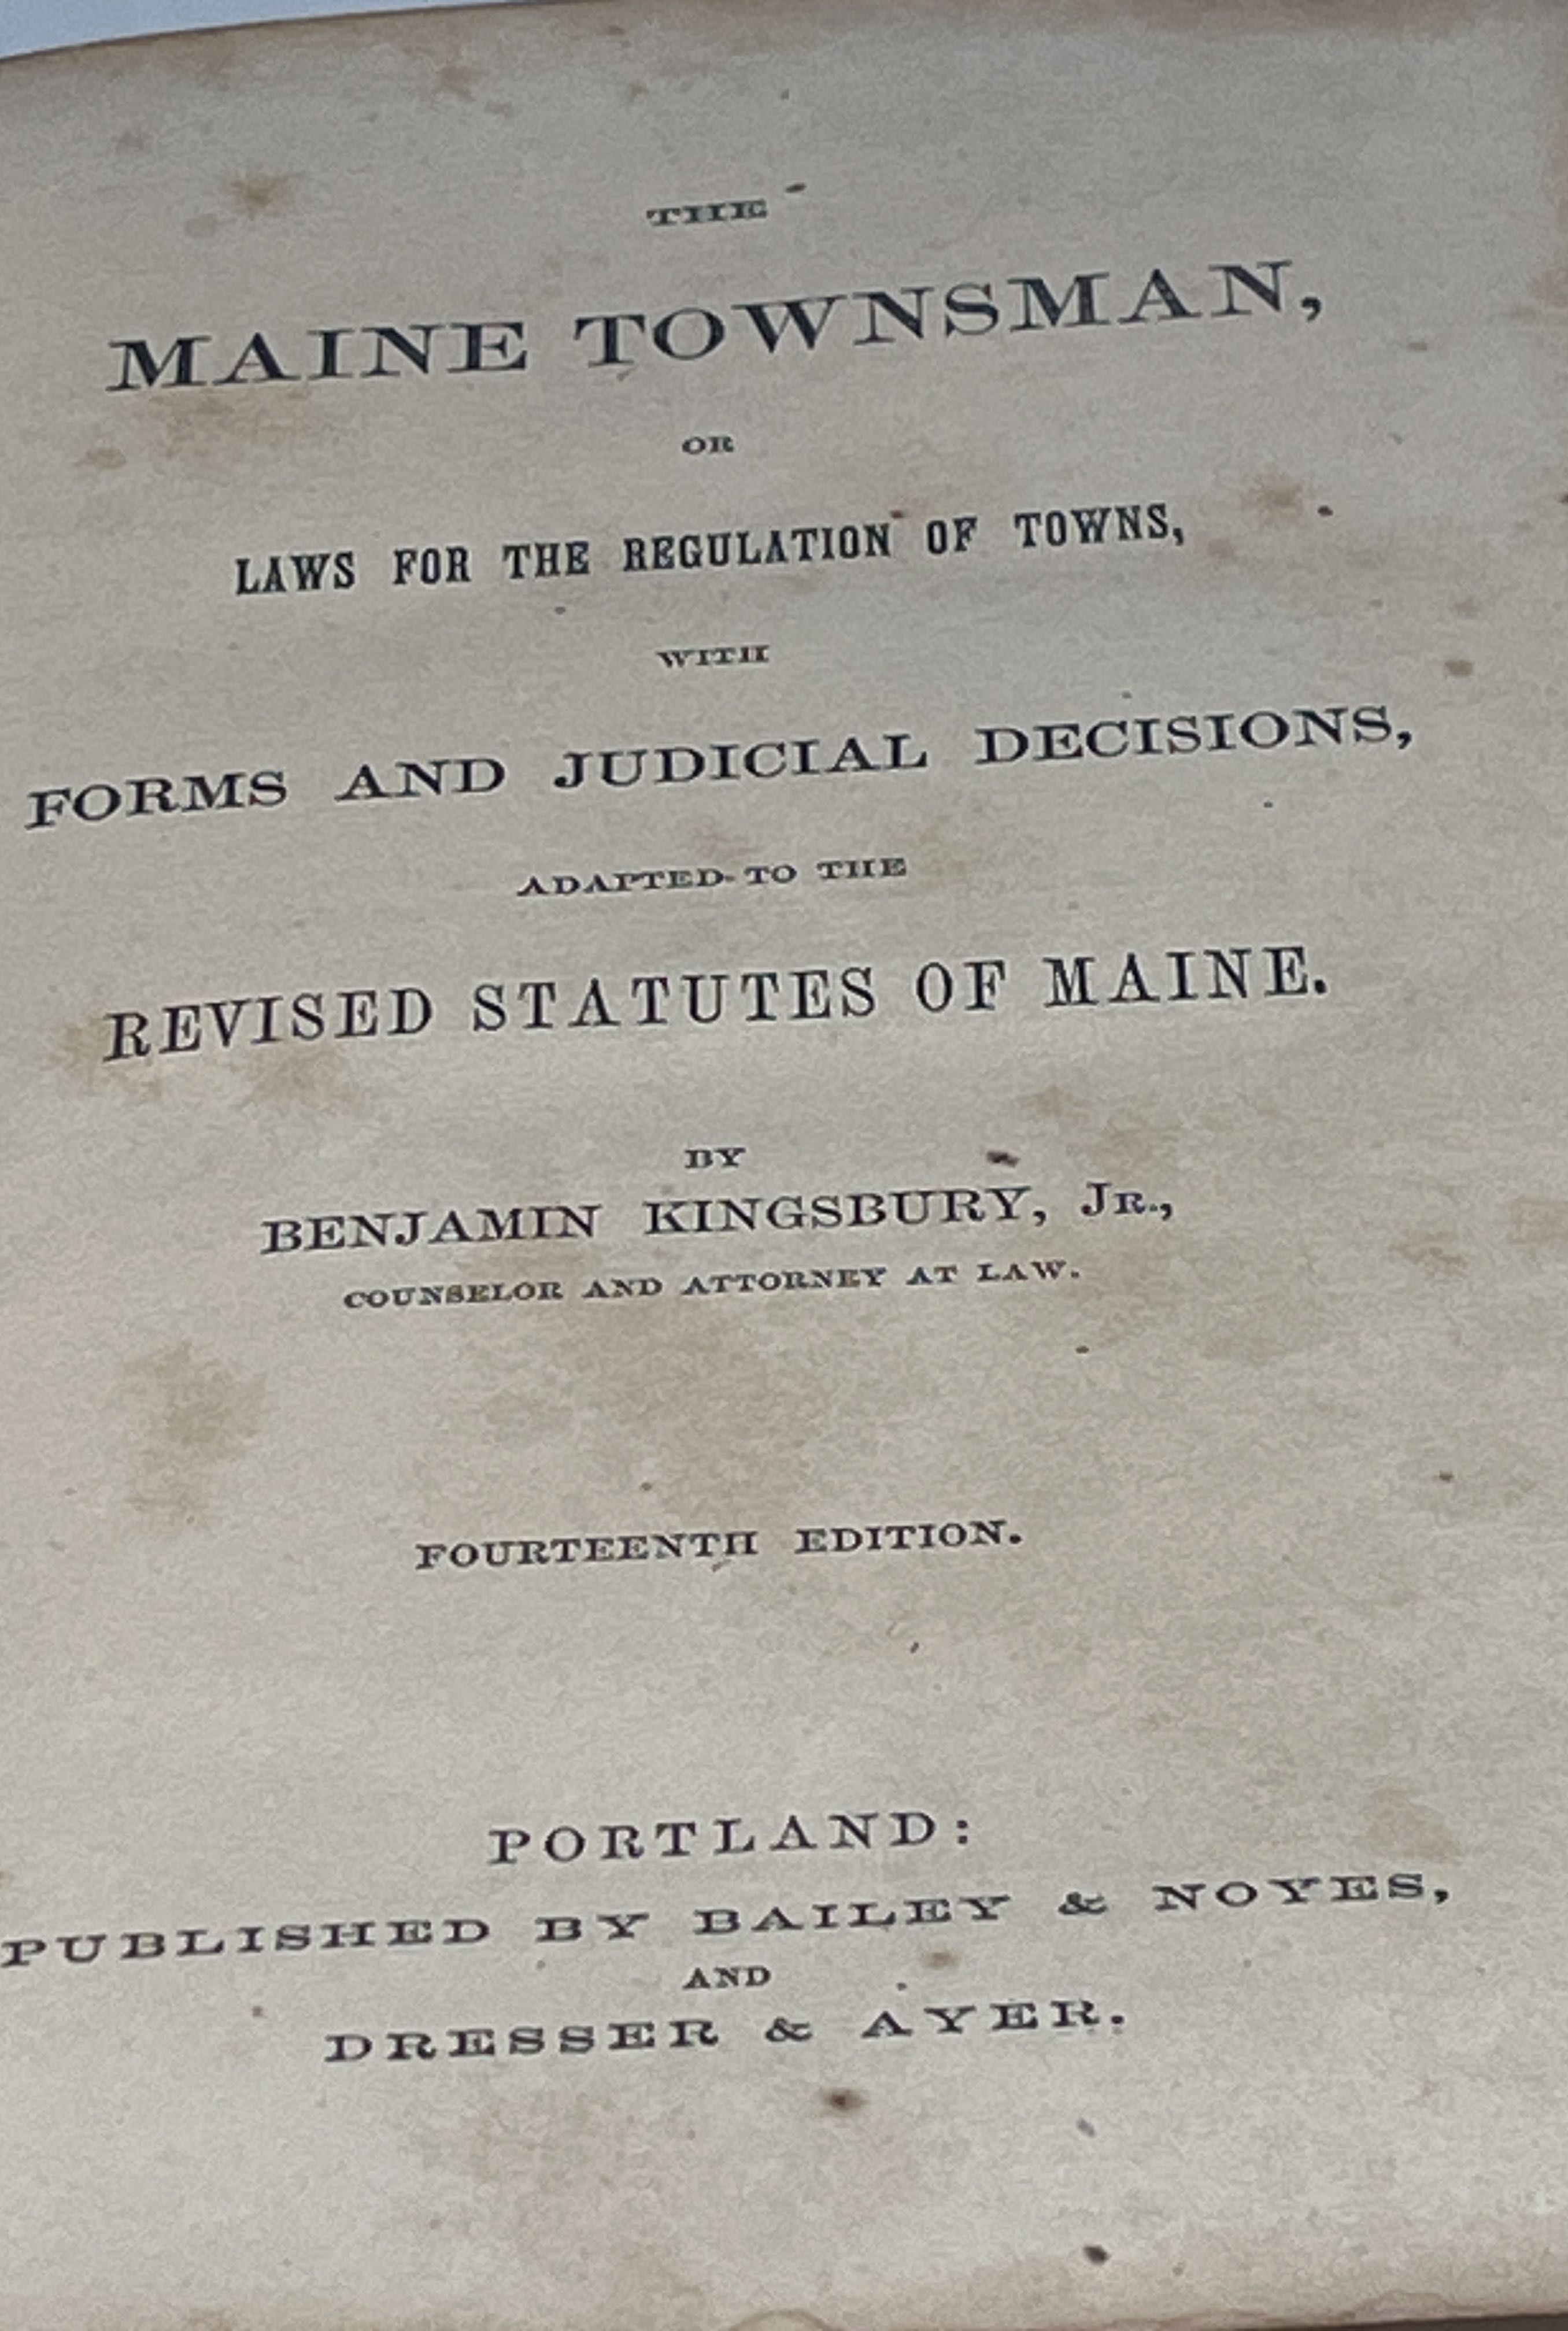 THE
MAINE TOWNSMAN,
OR
LAWS FOR THE REGULATION OF TOWNS,
WITH
FORMS AND JUDICIAL DECISIONS,
ADAPTED TO THE
REVISED STATUTES OF MAINE.
BY
BENJAMIN KINGSBURY, JR.,
COUNSELOR AND ATTORNEY AT LAW.
FOURTEENTH EDITION.
PORTLAND:
PUBLISHED BY BAILEY & NOYES,
AND
DRESSER & AYER.